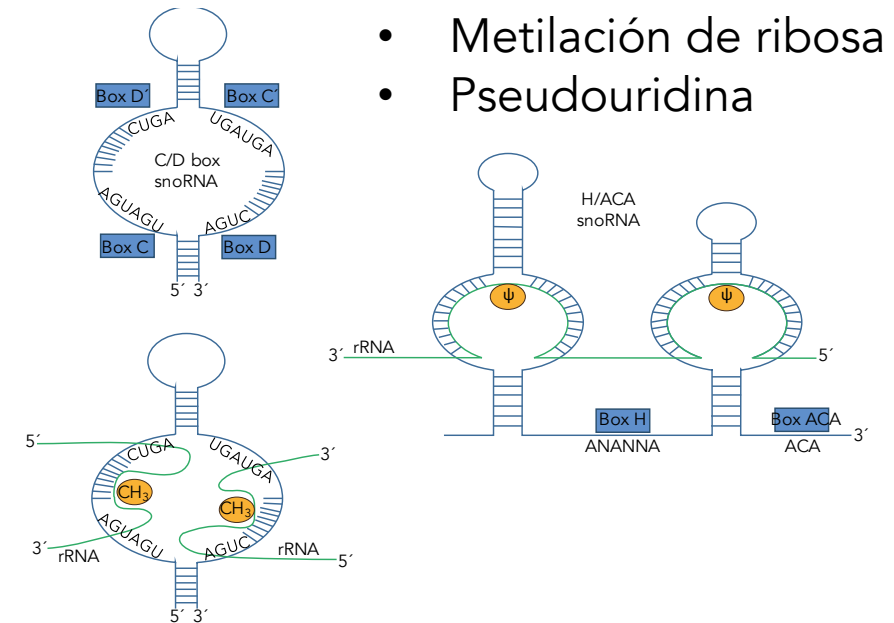 • Metilación de ribosa
• Pseudouridina
Box D´
Box C´
CUGA
UGAUGA
C/D box
snoRNA
AGUAGU
AGUC
Box C
Box D
5´ 3´
H/ACA
snoRNA
ψ
ψ
3´
rRNA
5´
Box H
Box ACA
ANANNA
ACA
3´
5´
CUGA
UGAUGA
3´
CH₃
CH₃
AGUAGU
AGUC
3´
rRNA
rRNA
5´
5´ 3´